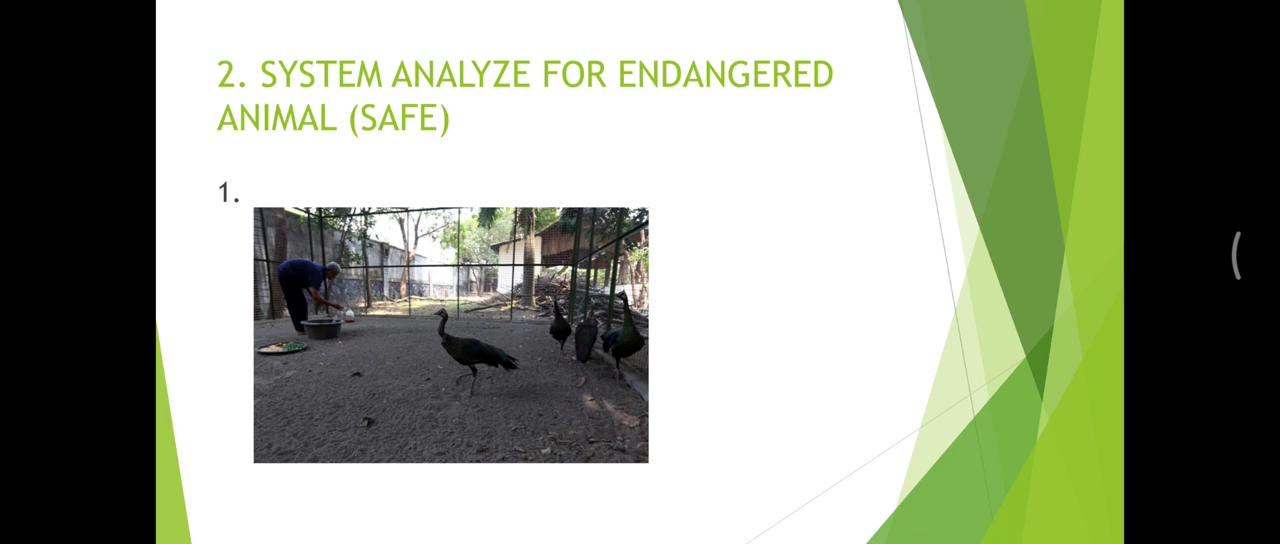 2. SYSTEM ANALYZE FOR ENDANGERED
ANIMAL (SAFE)
1.